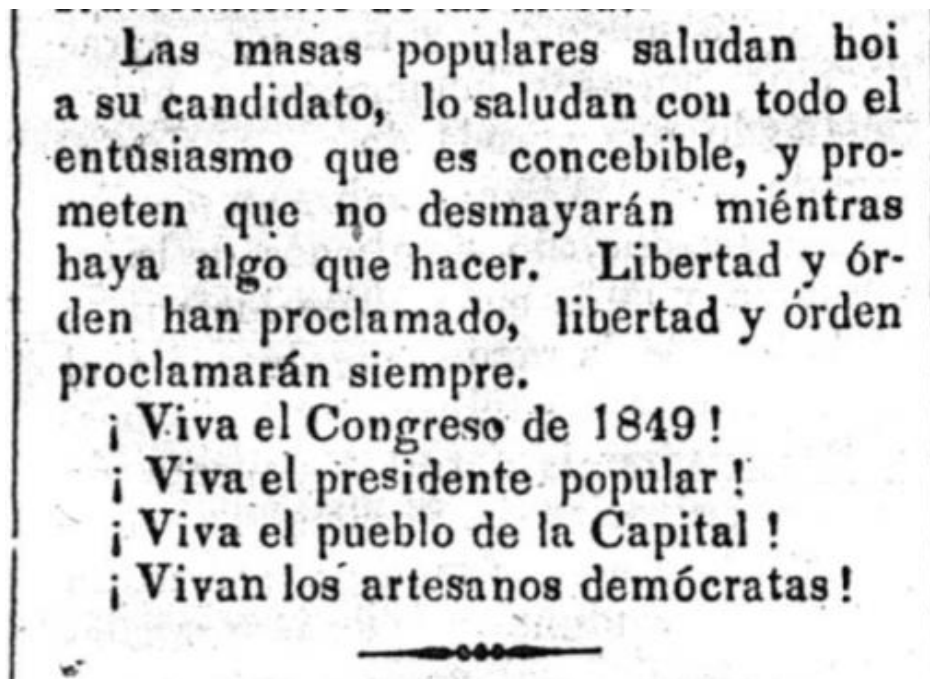 Las masas populares saludan hoi
a su candidato, lo saludan con todo el
entusiasmo que es concebible, y pro-
meten que no desmayarán miéntras
haya algo que hacer. Libertad y ór-
den han proclamado, libertad y órden
proclamarán siempre.
¡ Viva el Congreso de 1849 !
¡ Viva el presidente popular !
¡ Viva el pueblo de la Capital !
¡ Vivan los artesanos demócratas !